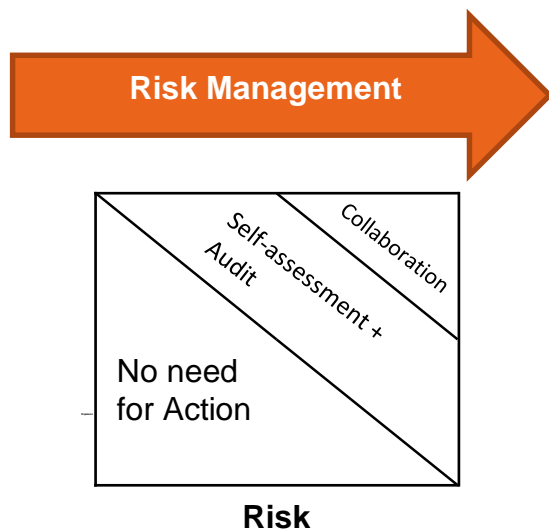 Risk Management
Collaboration
Self-assessment +
Audit
No need
for Action
Risk